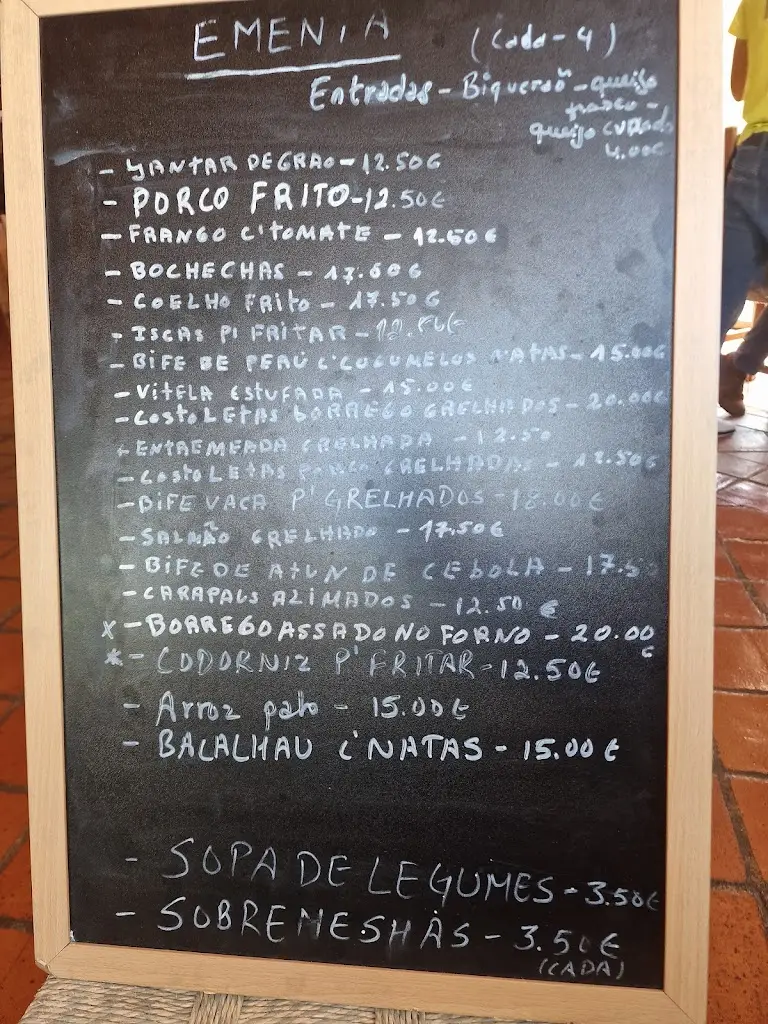 EMENTA (Cada - 4)
Entradas - Biqueraõ - queijo
fresco -
queijo curado
4.00€
- YANTAR DE GRAO - 12.50€
- PORCO FRITO - 12.50€
- FRANGO C'TOMATE - 12.50€
- BOCHECHAS - 17.50€
- COELHO FRITO - 17.50€
- ISCAS P' FRITAR -
- BIFE DE PERU C'COGUMELOS NATAS - 15.00€
- VITELA ESTUFADA - 15.00€
- COSTOLETAS BORREGO GRELHADOS - 20.00€
- ENTREMEADA GRELHADA - 12.50
- COSTOLETAS PORCO GRELHADAS - 12.50€
- BIFE VACA P' GRELHADOS - 18.00€
- SALMÃO GRELHADO - 17.50€
- BIFE DE ATUN DE CEBOLA - 17.50
- CARAPAUS ALIMADOS - 12.50 €
x - BORREGO ASSADO NO FORNO - 20.00
€
x - CODORNIZ P' FRITAR - 12.50€
- Arroz pato - 15.00€
- BACALHAU C'NATAS - 15.00 €
- SOPA DE LEGUMES - 3.50€
- SOBREMESHÀS - 3.50€
(CADA)